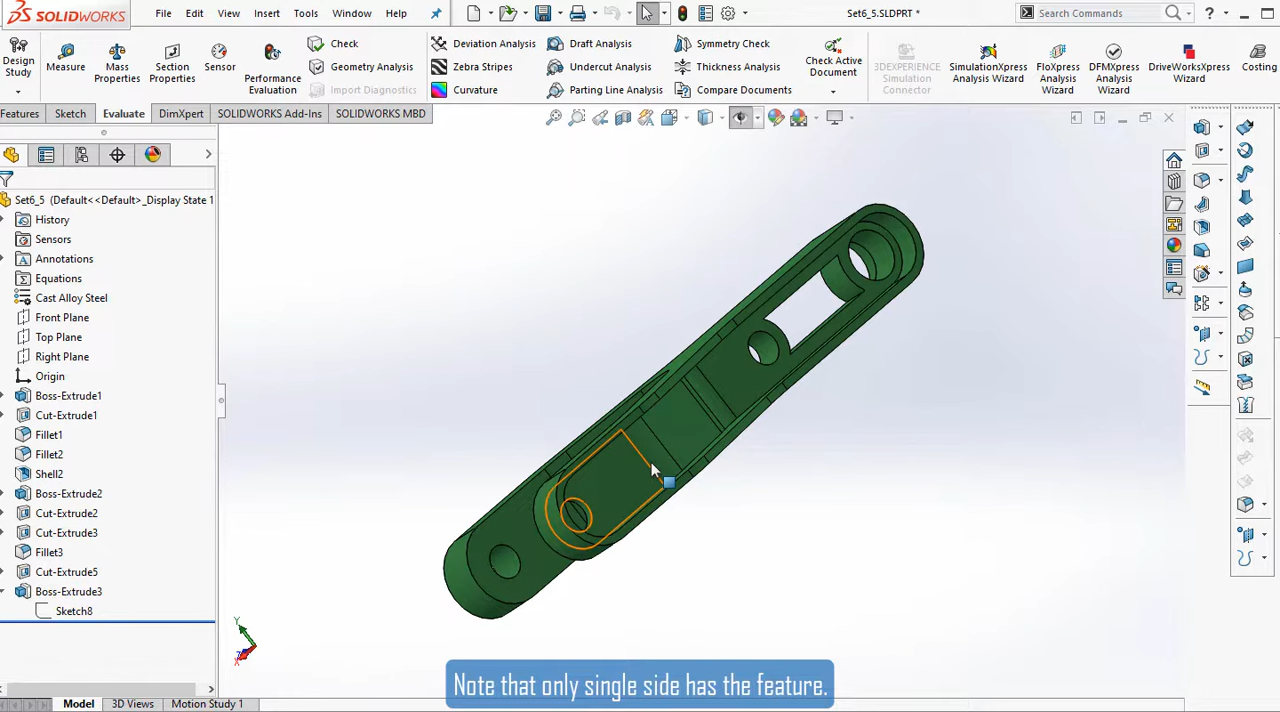 SOLIDWORKS
File Edit View Insert Tools Window Help
Set6_5.SLDPRT *
Search Commands
?
Design Study
Measure
Mass Properties
Section Properties
Sensor
Performance Evaluation
Check
Geometry Analysis
Import Diagnostics
Deviation Analysis
Zebra Stripes
Curvature
Draft Analysis
Undercut Analysis
Parting Line Analysis
Symmetry Check
Thickness Analysis
Compare Documents
Check Active Document
3DEXPERIENCE Simulation Connector
SimulationXpress Analysis Wizard
FloXpress Analysis Wizard
DFMXpress Analysis Wizard
DriveWorksXpress Wizard
Costing
Features Sketch Evaluate DimXpert SOLIDWORKS Add-Ins SOLIDWORKS MBD
Set6_5 (Default<<Default>_Display State 1
History
Sensors
Annotations
Equations
Cast Alloy Steel
Front Plane
Top Plane
Right Plane
Origin
Boss-Extrude1
Cut-Extrude1
Fillet1
Fillet2
Shell2
Boss-Extrude2
Cut-Extrude2
Cut-Extrude3
Fillet3
Cut-Extrude5
Boss-Extrude3
Sketch8
Y
X
Note that only single side has the feature.
Model 3D Views Motion Study 1